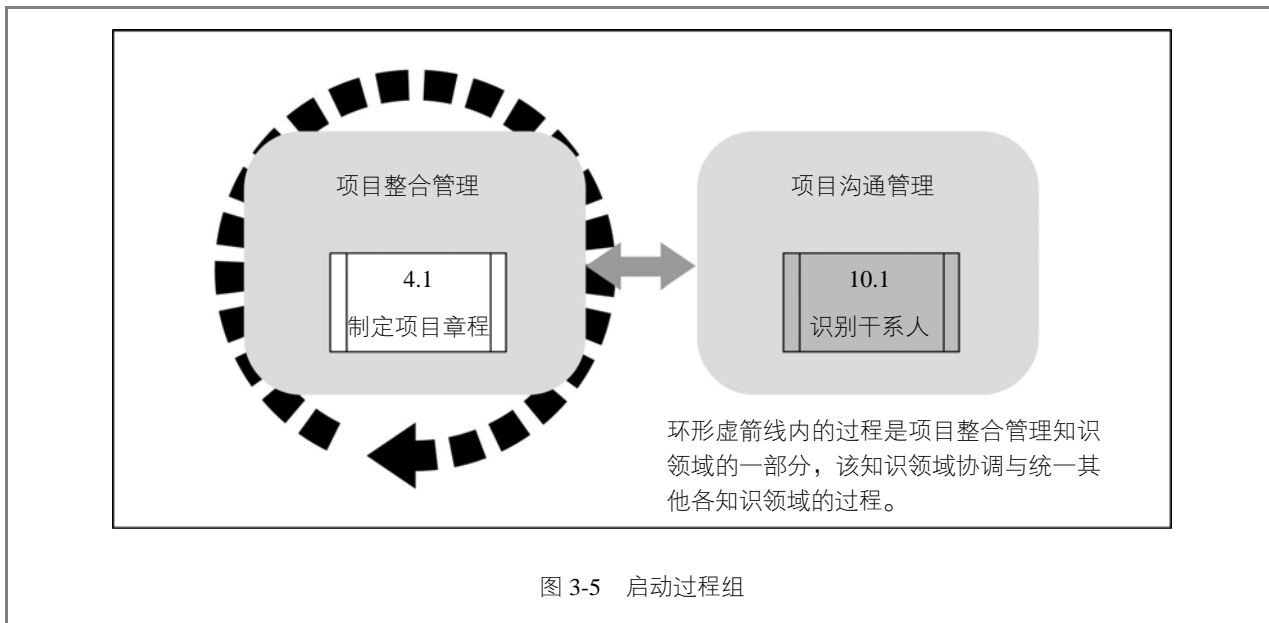 项目整合管理
4.1
制定项目章程
项目沟通管理
10.1
识别干系人
环形虚箭线内的过程是项目整合管理知识
领域的一部分，该知识领域协调与统一其
他各知识领域的过程。
图 3-5 启动过程组